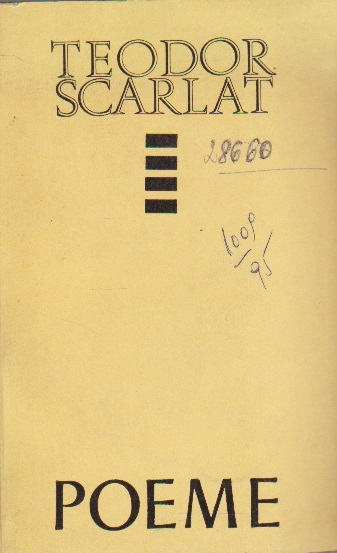 TEODOR
SCARLAT
28660
1009
95
POEME